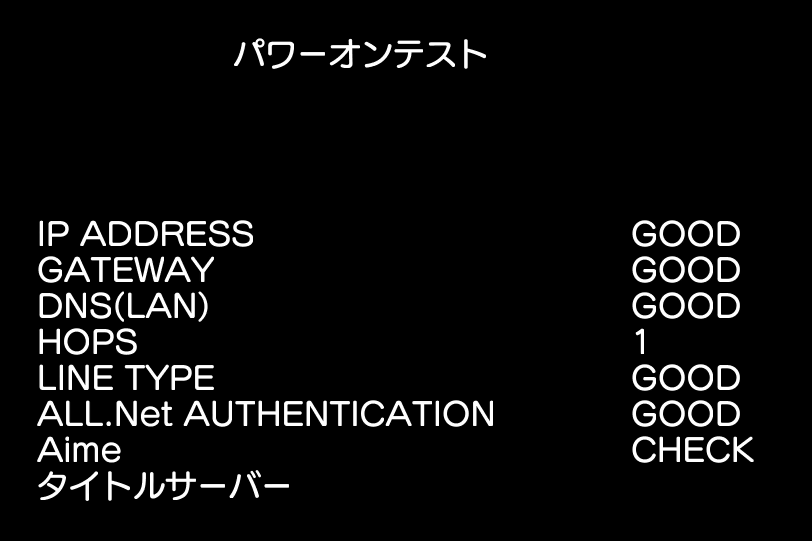 パワーオンテスト
IP ADDRESS GOOD
GATEWAY GOOD
DNS(LAN) GOOD
HOPS 1
LINE TYPE GOOD
ALL.Net AUTHENTICATION GOOD
Aime CHECK
タイトルサーバー